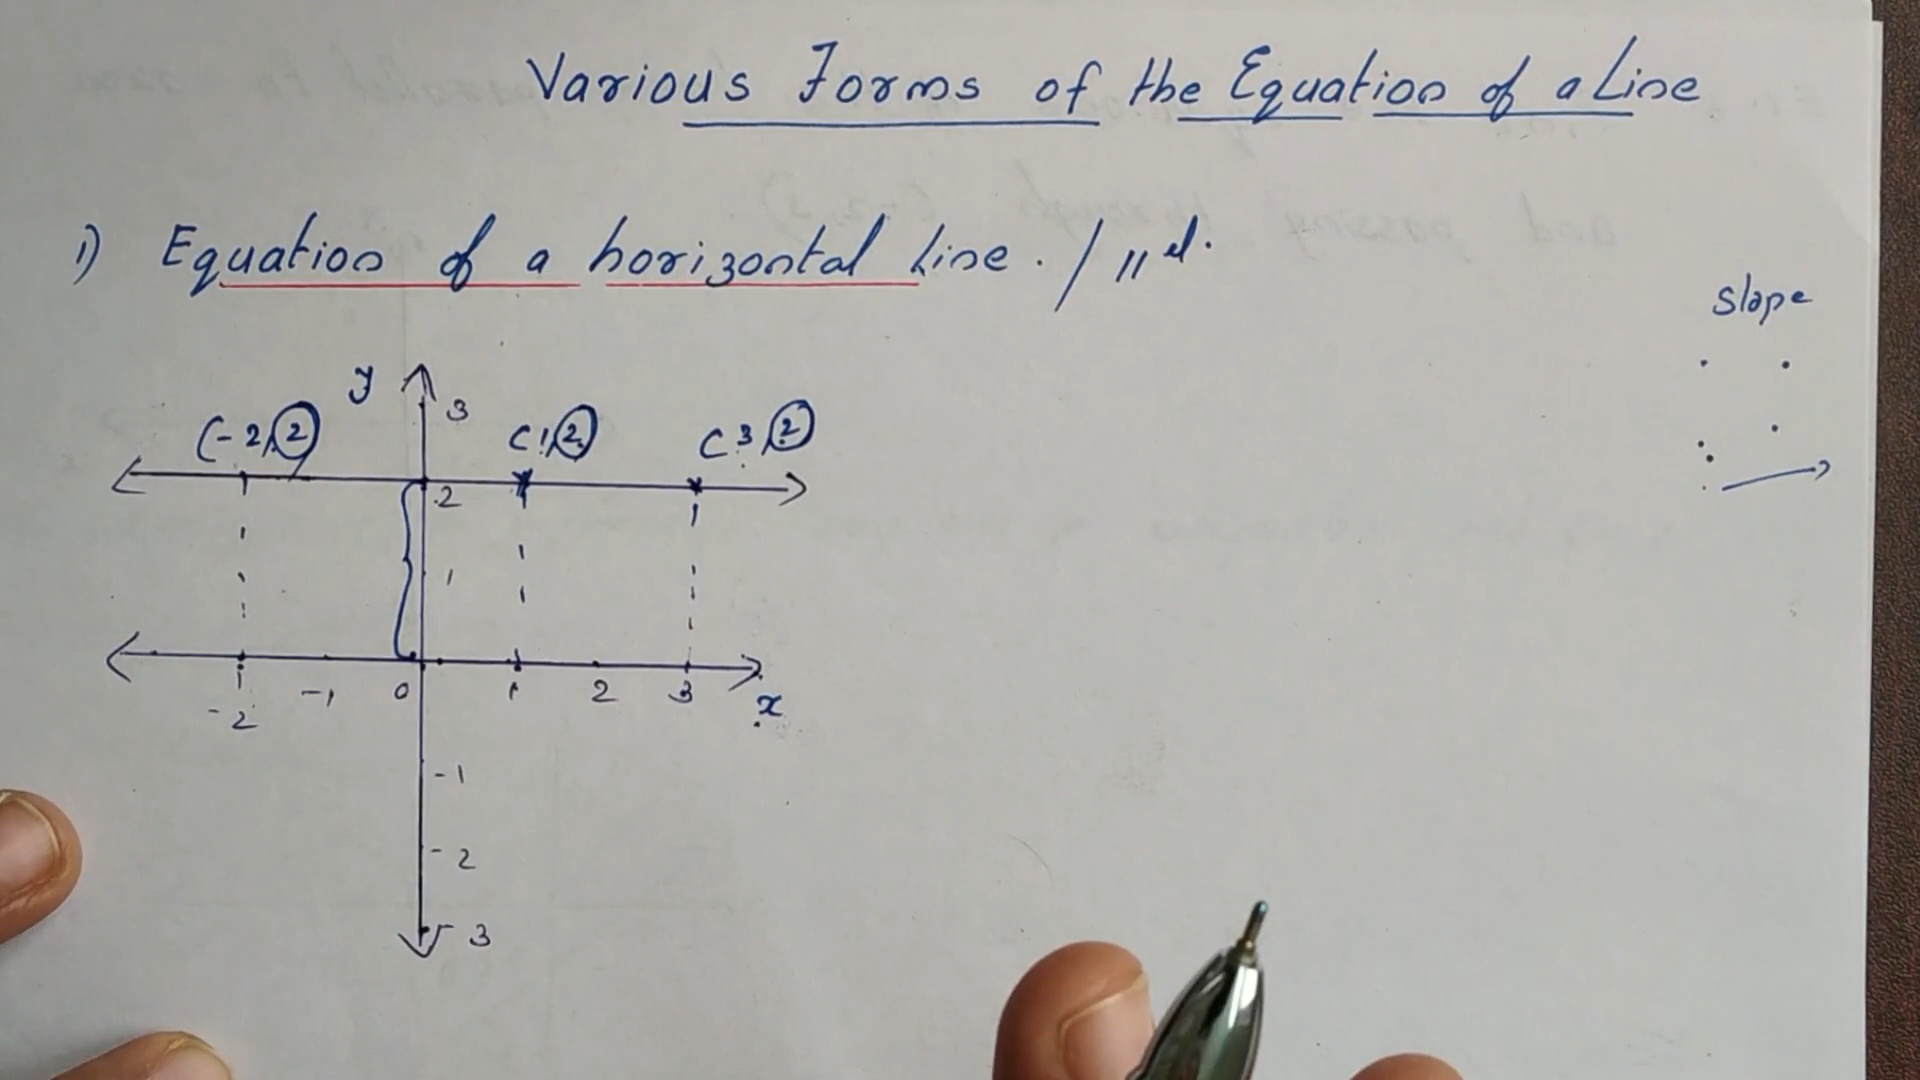 Various Forms of the Equation of a Line
1) Equation of a horizontal line. / 11el.
Slope
y
3
(-2,2) (1,2) (3,2)
2
1
-2 -1 0 1 2 3
x
-1
-2
-3